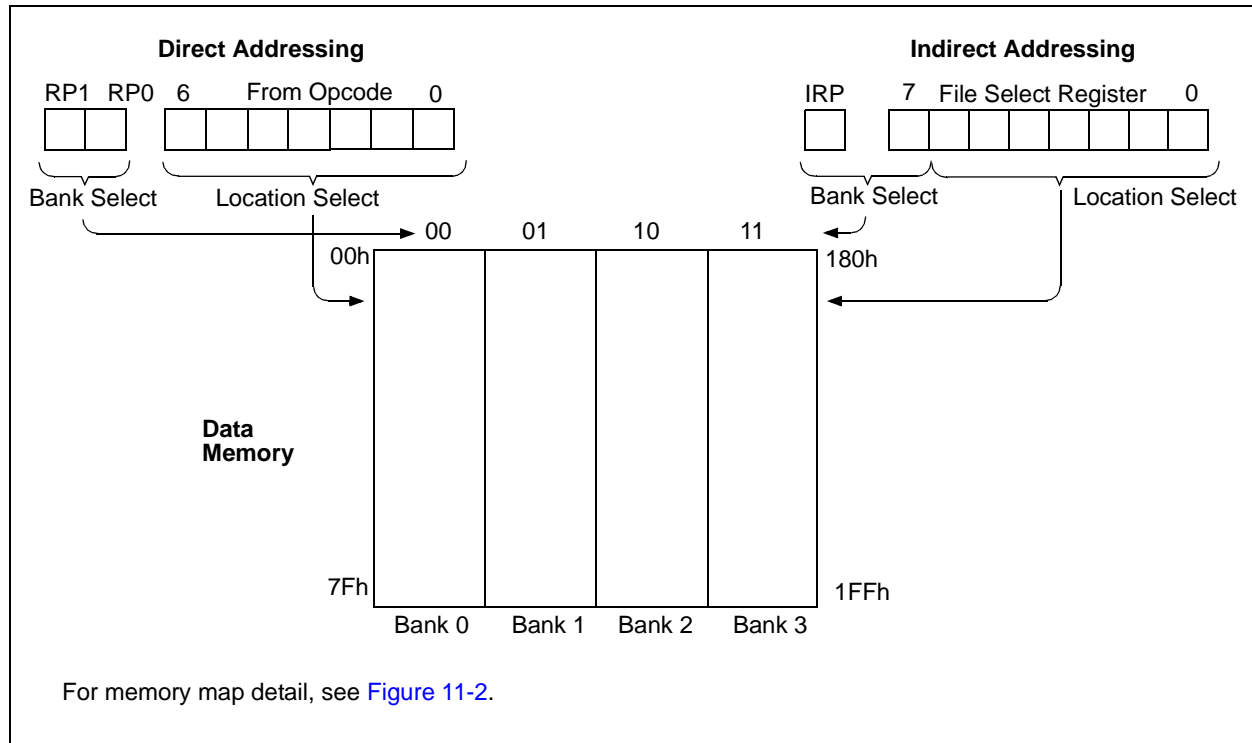 Direct Addressing
Indirect Addressing
RP1 RP0 6 From Opcode 0
IRP 7 File Select Register 0
Bank Select Location Select
Bank Select Location Select
00 01 10 11
00h 180h
Data
Memory
7Fh 1FFh
Bank 0 Bank 1 Bank 2 Bank 3
For memory map detail, see Figure 11-2.